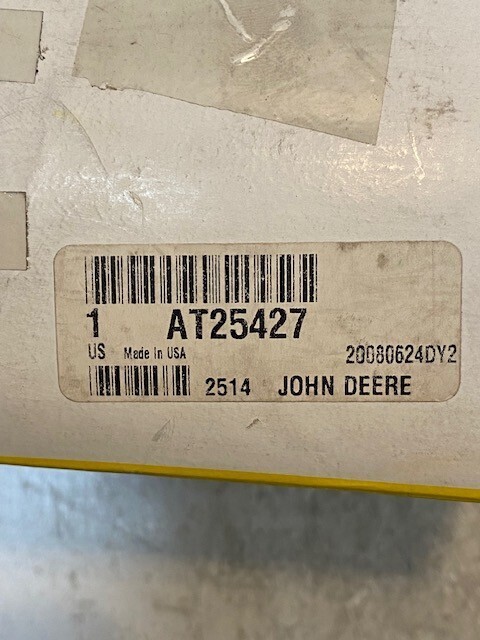 1 AT25427
US Made In USA 20080624DY2
2514 JOHN DEERE